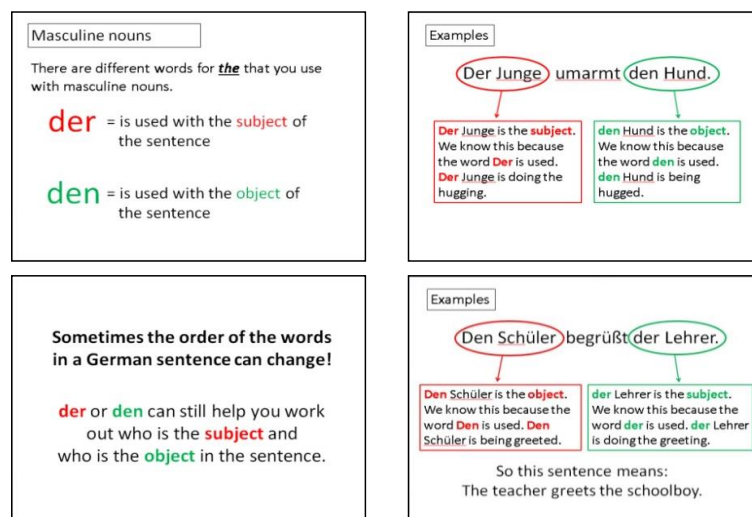 Masculine nouns
There are different words for the that you use
with masculine nouns.
der = is used with the subject of
the sentence
den = is used with the object of
the sentence
Examples
Der Junge umarmt den Hund.
Der Junge is the subject.
We know this because
the word Der is used.
Der Junge is doing the
hugging.
den Hund is the object.
We know this because
the word den is used.
den Hund is being
hugged.
Sometimes the order of the words
in a German sentence can change!
der or den can still help you work
out who is the subject and
who is the object in the sentence.
Examples
Den Schüler begrüßt der Lehrer.
Den Schüler is the object.
We know this because the
word Den is used. Den
Schüler is being greeted.
der Lehrer is the subject.
We know this because the
word der is used. der Lehrer
is doing the greeting.
So this sentence means:
The teacher greets the schoolboy.